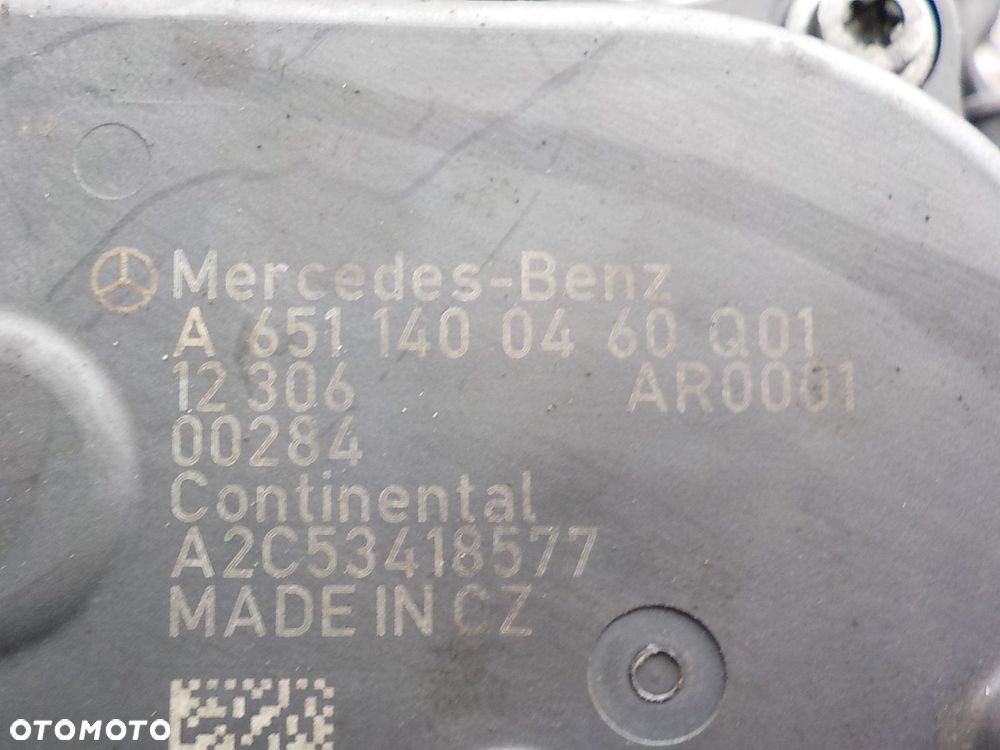 Mercedes-Benz
A 651 140 04 60 Q01
12 306 AR0001
00284
Continental
A2C53418577
MADE IN CZ
OTOMOTO